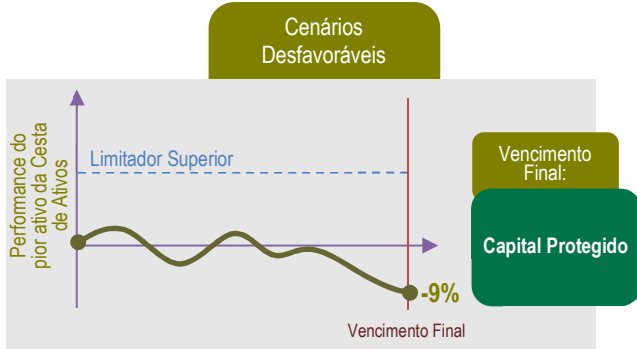 Cenários
Desfavoráveis
Performance do
pior ativo da Cesta
de Ativos
Limitador Superior
-9%
Vencimento Final
Vencimento
Final:
Capital Protegido